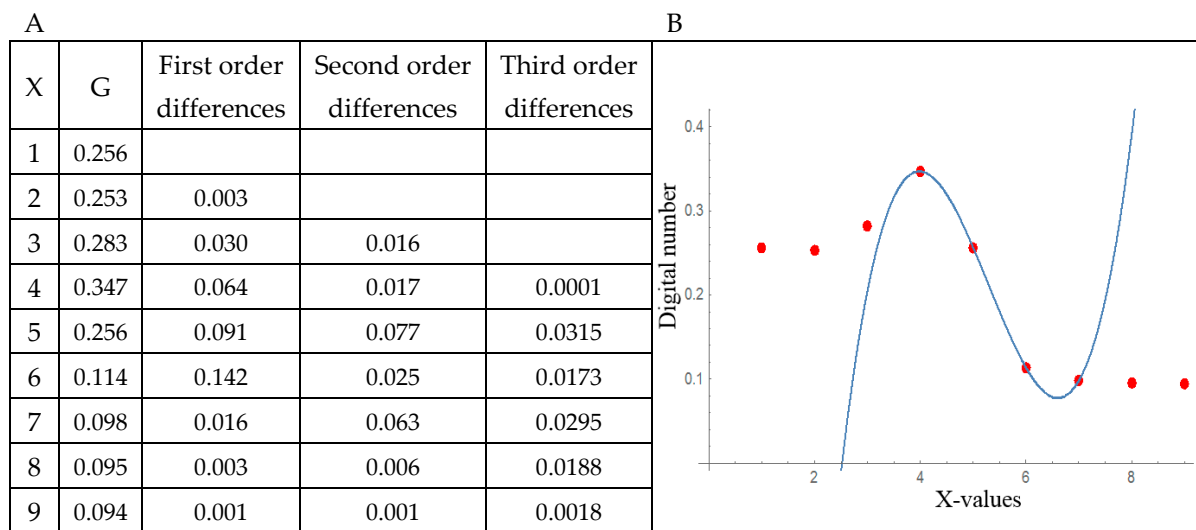 A
B
X G First order differences Second order differences Third order differences
1 0.256
2 0.253 0.003
3 0.283 0.030 0.016
4 0.347 0.064 0.017 0.0001
5 0.256 0.091 0.077 0.0315
6 0.114 0.142 0.025 0.0173
7 0.098 0.016 0.063 0.0295
8 0.095 0.003 0.006 0.0188
9 0.094 0.001 0.001 0.0018
Digital number
0.4
0.3
0.2
0.1
2 4 6 8
X-values